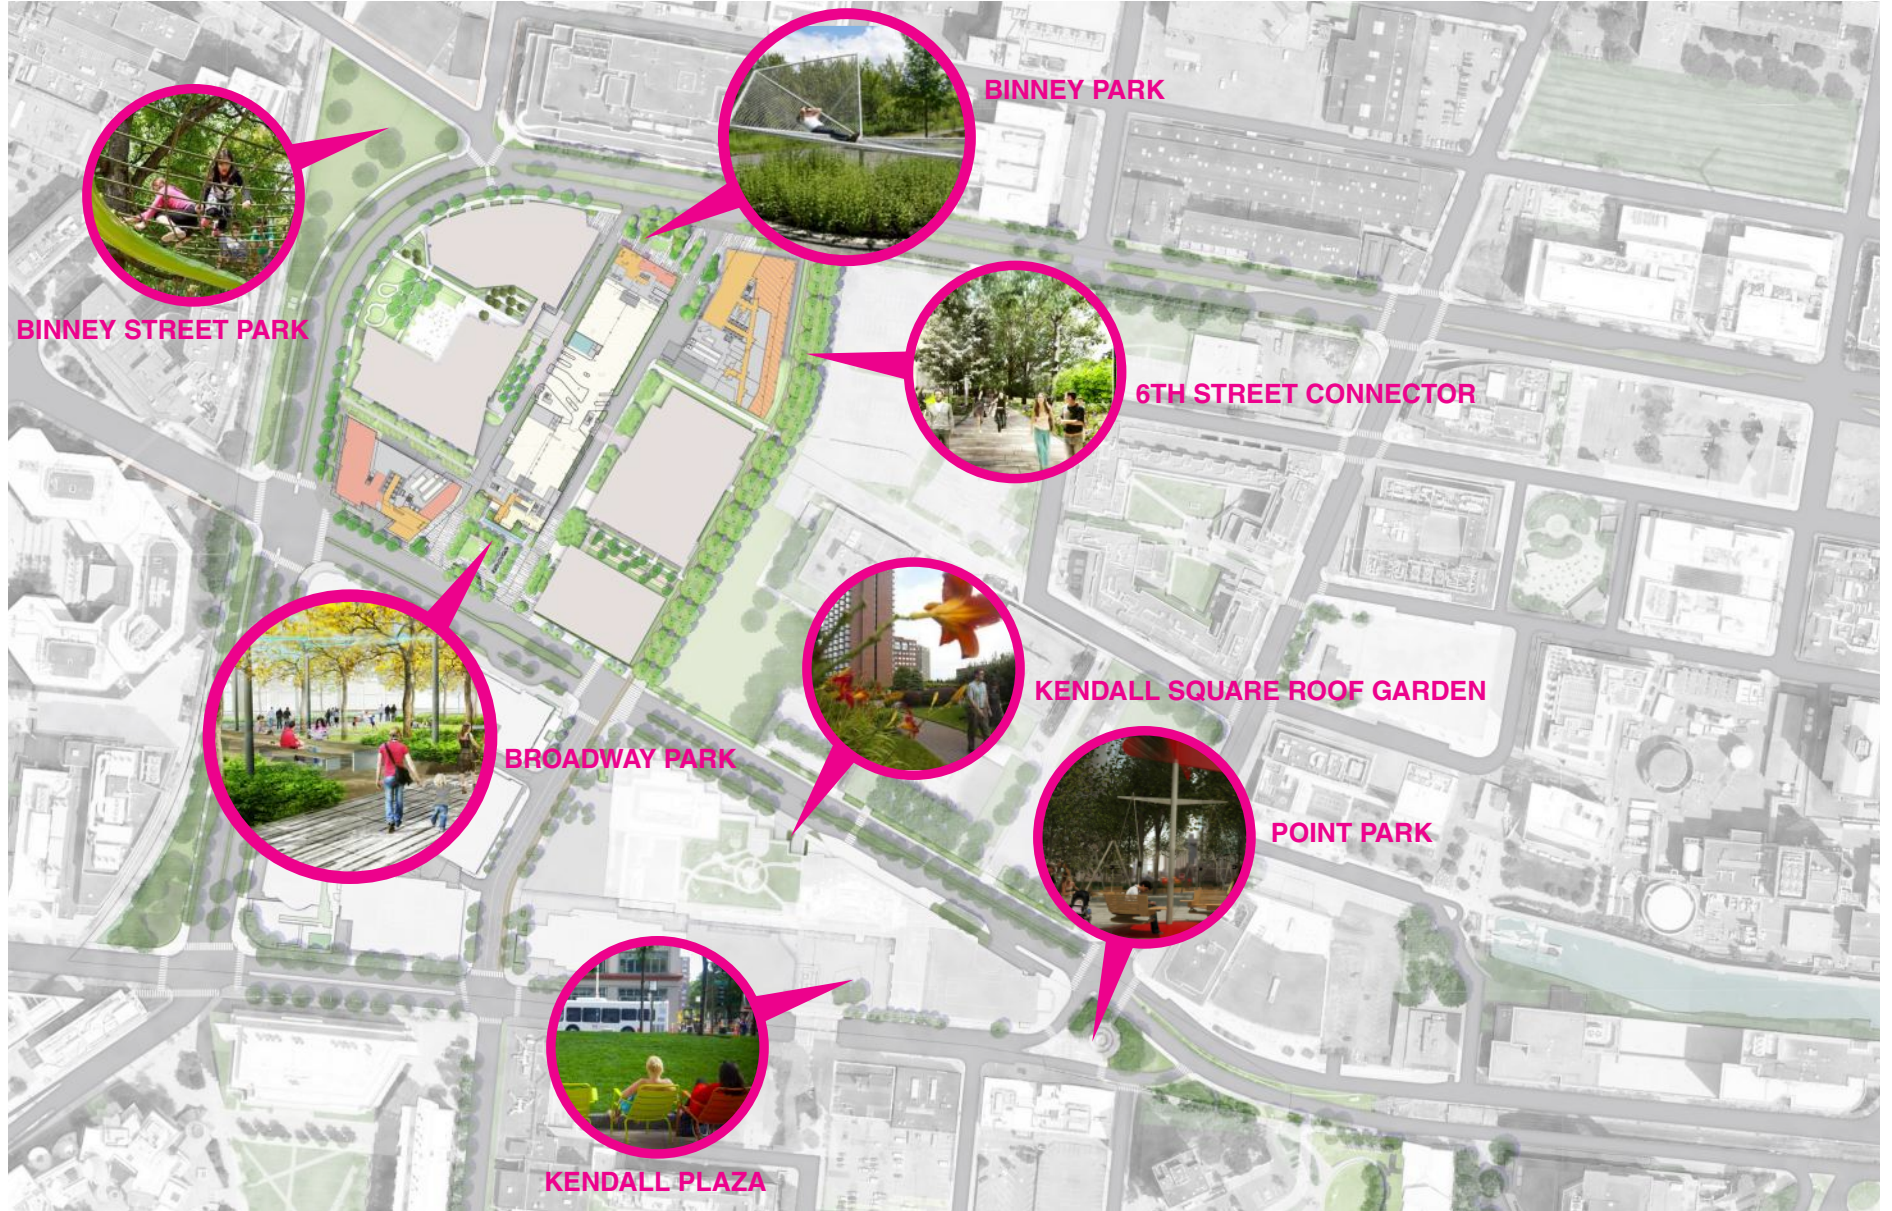 BINNEY PARK
BINNEY STREET PARK
6TH STREET CONNECTOR
KENDALL SQUARE ROOF GARDEN
BROADWAY PARK
POINT PARK
KENDALL PLAZA